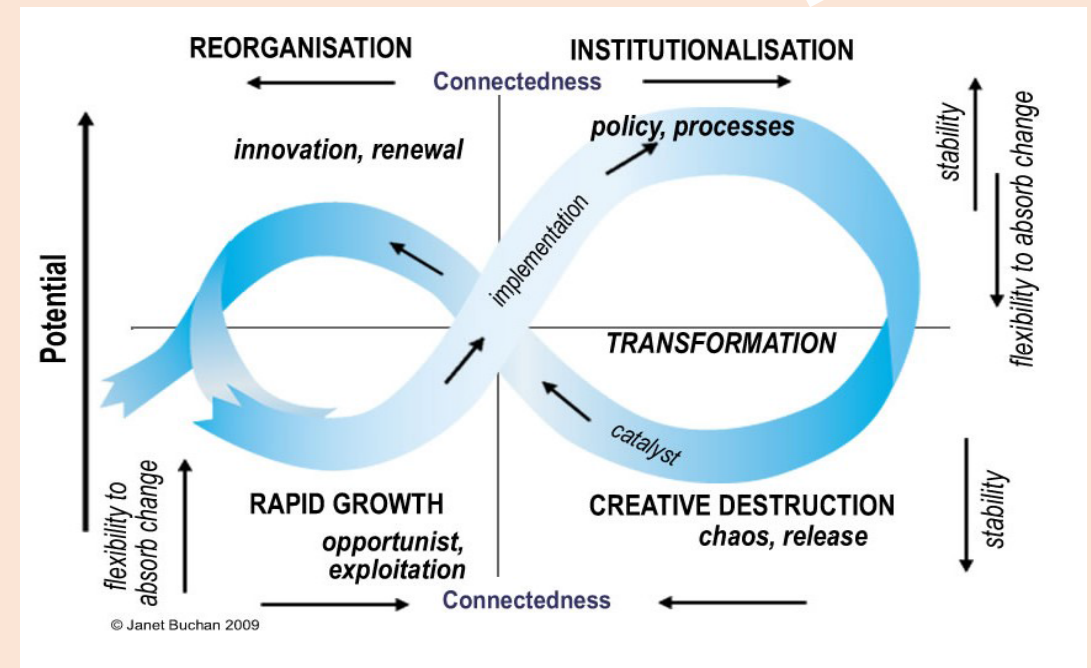 REORGANISATION
INSTITUTIONALISATION
Connectedness
innovation, renewal
policy, processes
stability
flexibility to absorb change
implementation
Potential
TRANSFORMATION
catalyst
flexibility to
absorb change
RAPID GROWTH
opportunist,
exploitation
CREATIVE DESTRUCTION
chaos, release
stability
Connectedness
© Janet Buchan 2009